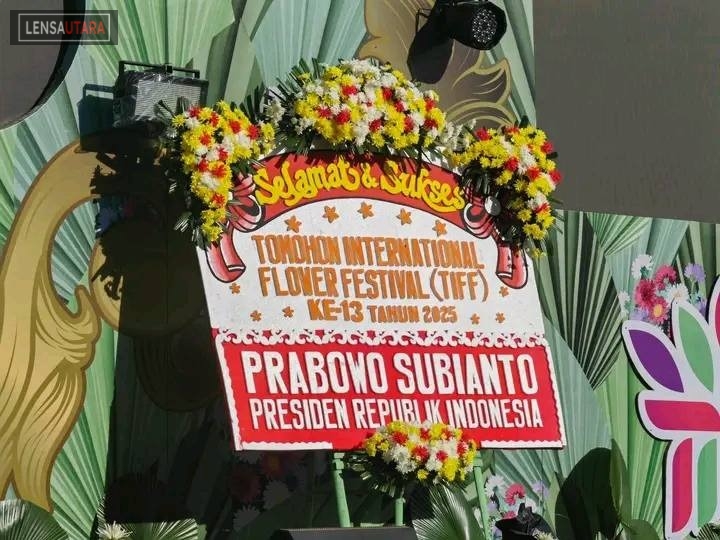 LENSAUTARA
Selamat & Sukses
TOMOHON INTERNATIONAL
FLOWER FESTIVAL (TIFF)
KE-13 TAHUN 2025
PRABOWO SUBIANTO
PRESIDEN REPUBLIK INDONESIA